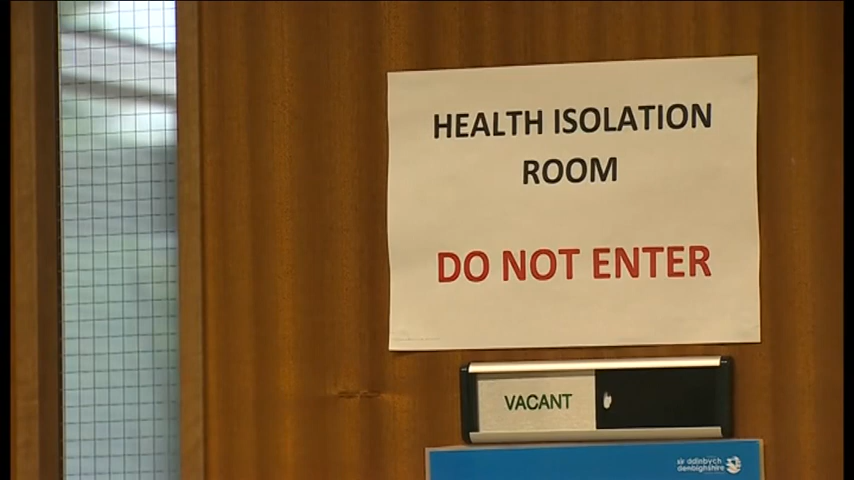 HEALTH ISOLATION
ROOM
DO NOT ENTER
VACANT
sir ddinbych
denbighshire